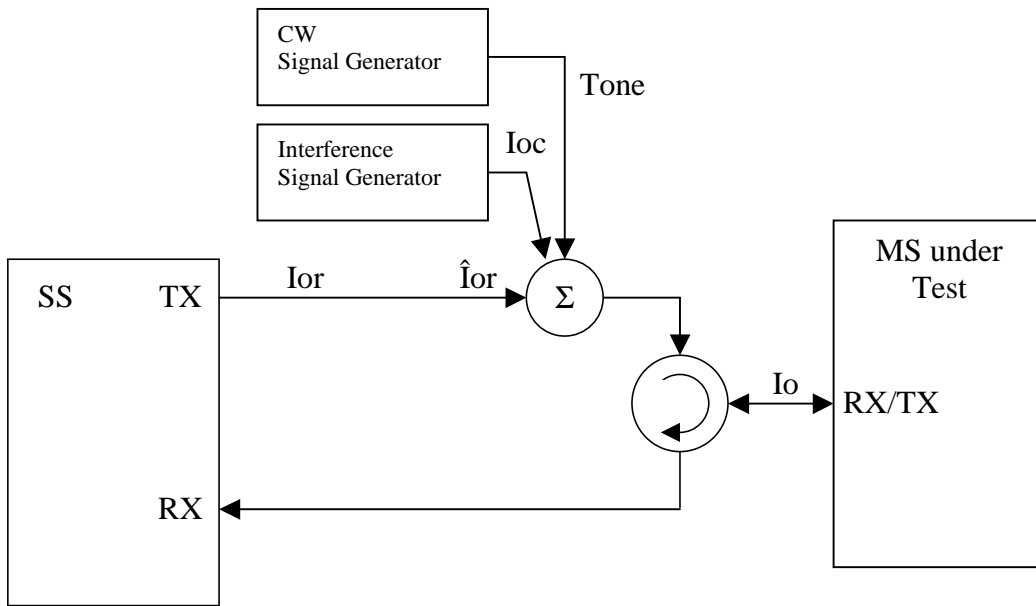 CW
Signal Generator
Tone
Interference
Signal Generator
Ioc
MS under
Test
SS
TX
Ior
Îor
Σ
Io
RX/TX
RX